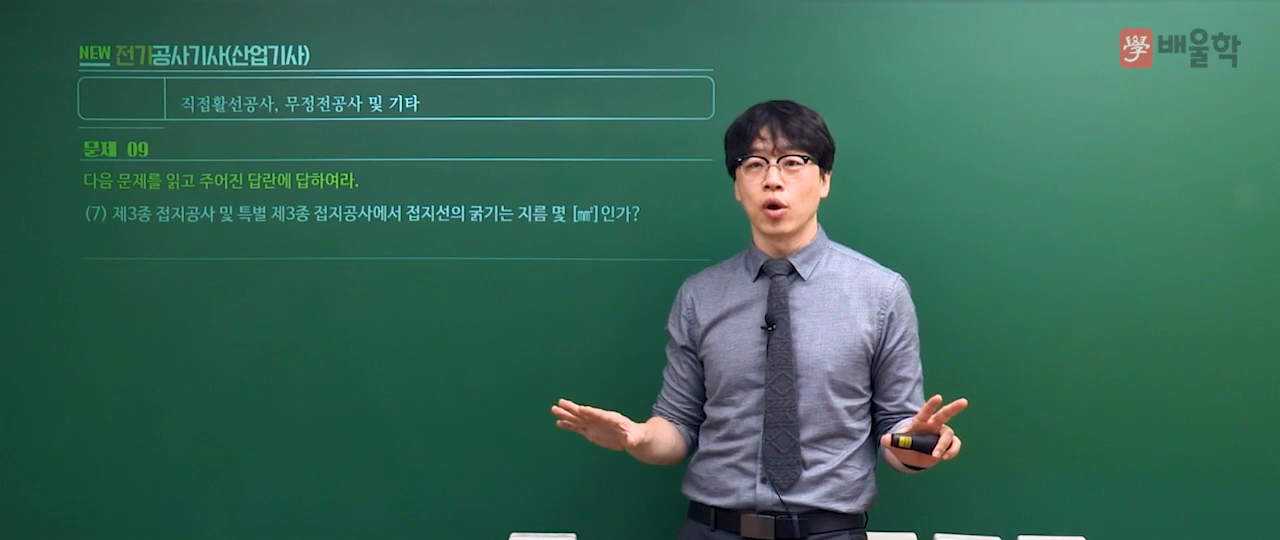 NEW 전기공사기사(산업기사)
學 배울학
직접활선공사, 무정전공사 및 기타
문제 09
다음 문제를 읽고 주어진 답란에 답하여라.
(7) 제3종 접지공사 및 특별 제3종 접지공사에서 접지선의 굵기는 지름 몇 [㎟]인가?